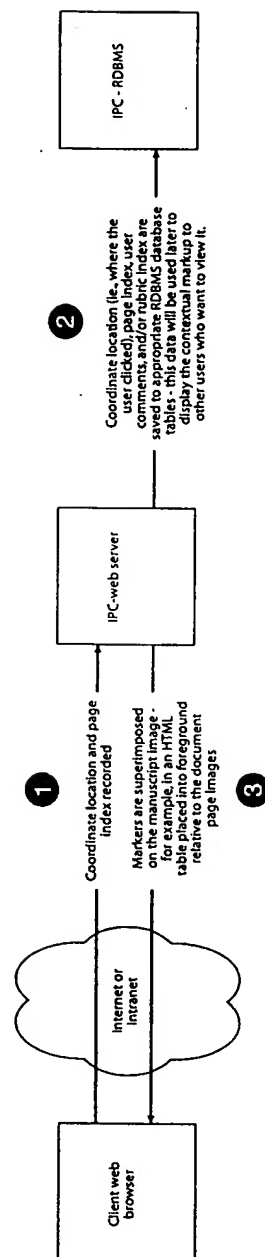 Client web
browser
Internet or
Intranet
1
Coordinate location and page
index recorded
Markers are superimposed
on the manuscript image -
for example, in an HTML
table placed into foreground
relative to the document
page images
3
IPC-web server
2
Coordinate location (ie., where the
user clicked), page index, user
comments, and/or rubric index are
saved to appropriate RDBMS database
tables - this data will be used later to
display the contextual markup to
other users who want to view it.
IPC - RDBMS